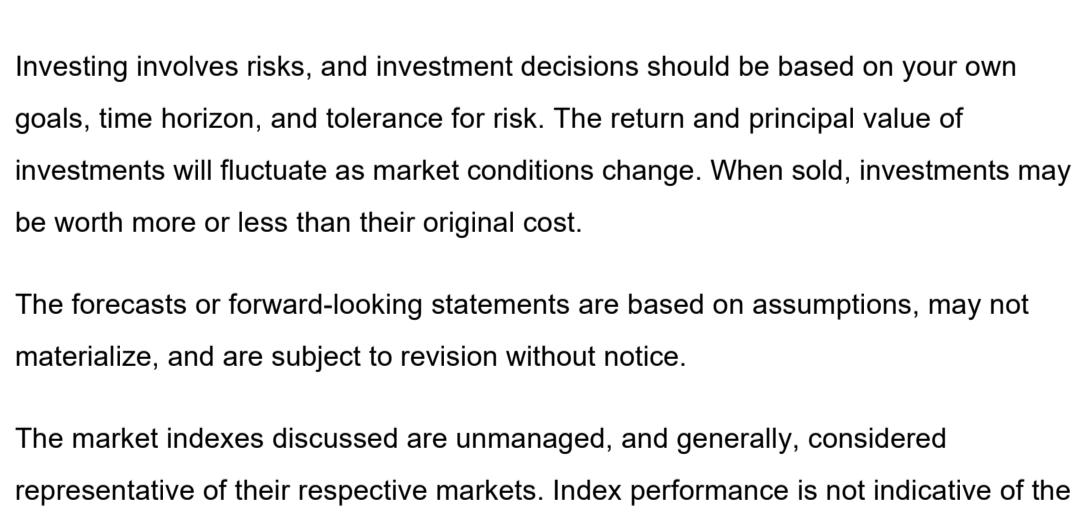 Investing involves risks, and investment decisions should be based on your own
goals, time horizon, and tolerance for risk. The return and principal value of
investments will fluctuate as market conditions change. When sold, investments may
be worth more or less than their original cost.
The forecasts or forward-looking statements are based on assumptions, may not
materialize, and are subject to revision without notice.
The market indexes discussed are unmanaged, and generally, considered
representative of their respective markets. Index performance is not indicative of the